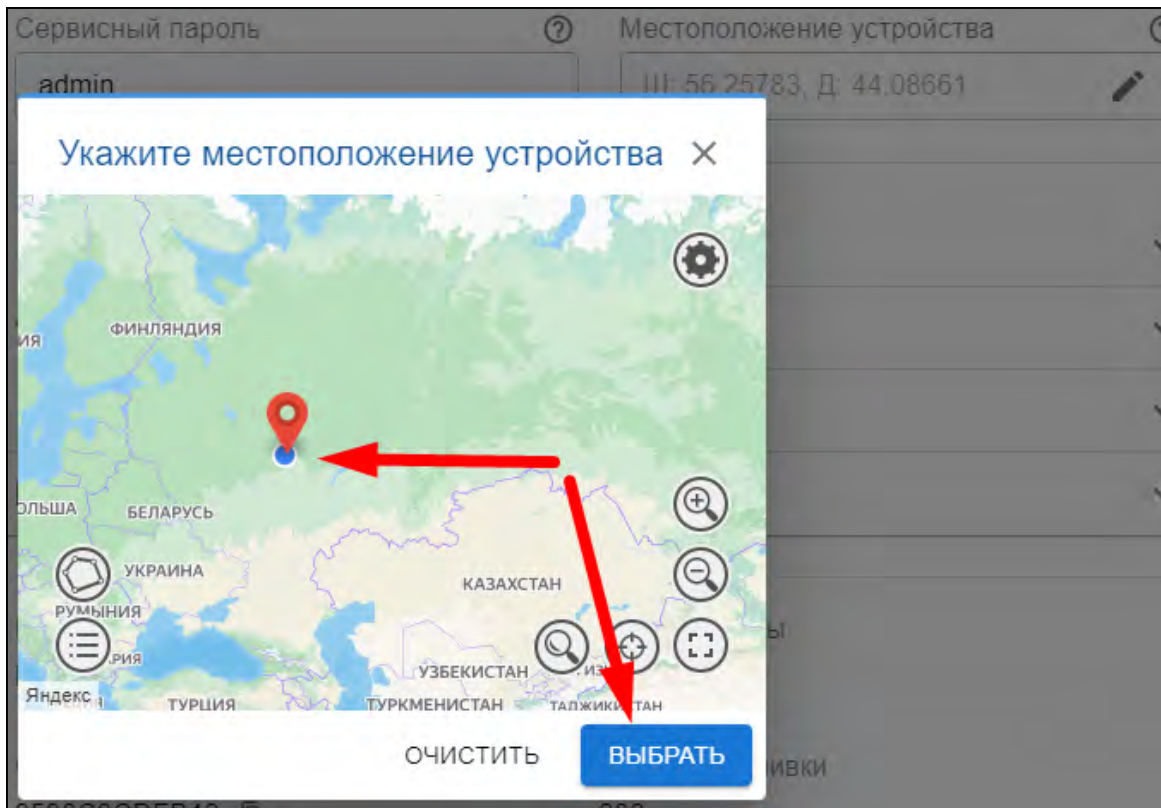 Сервисный пароль
Местоположение устройства
admin
Ш: 56.25783, Д: 44.08661
Укажите местоположение устройства
ФИНЛЯНДИЯ
БЕЛАРУСЬ
УКРАИНА
КАЗАХСТАН
РУМЫНИЯ
УЗБЕКИСТАН
Яндекс
ТУРЦИЯ
ТУРКМЕНИСТАН
ОЧИСТИТЬ
ВЫБРАТЬ